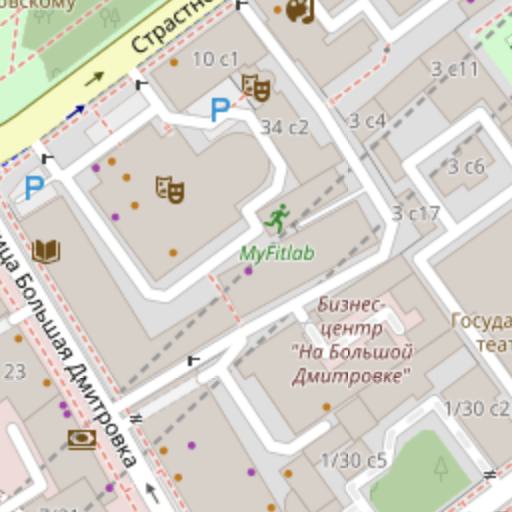 овскому
Страстно
10 с1
3 с11
P
34 с2
3 с4
3 с6
P
3 с17
MyFitlab
ица Большая Дмитровка
Бизнес-
центр
"На Большой
Дмитровке"
Госуда
теат
23
1/30 с2
1/30 с5